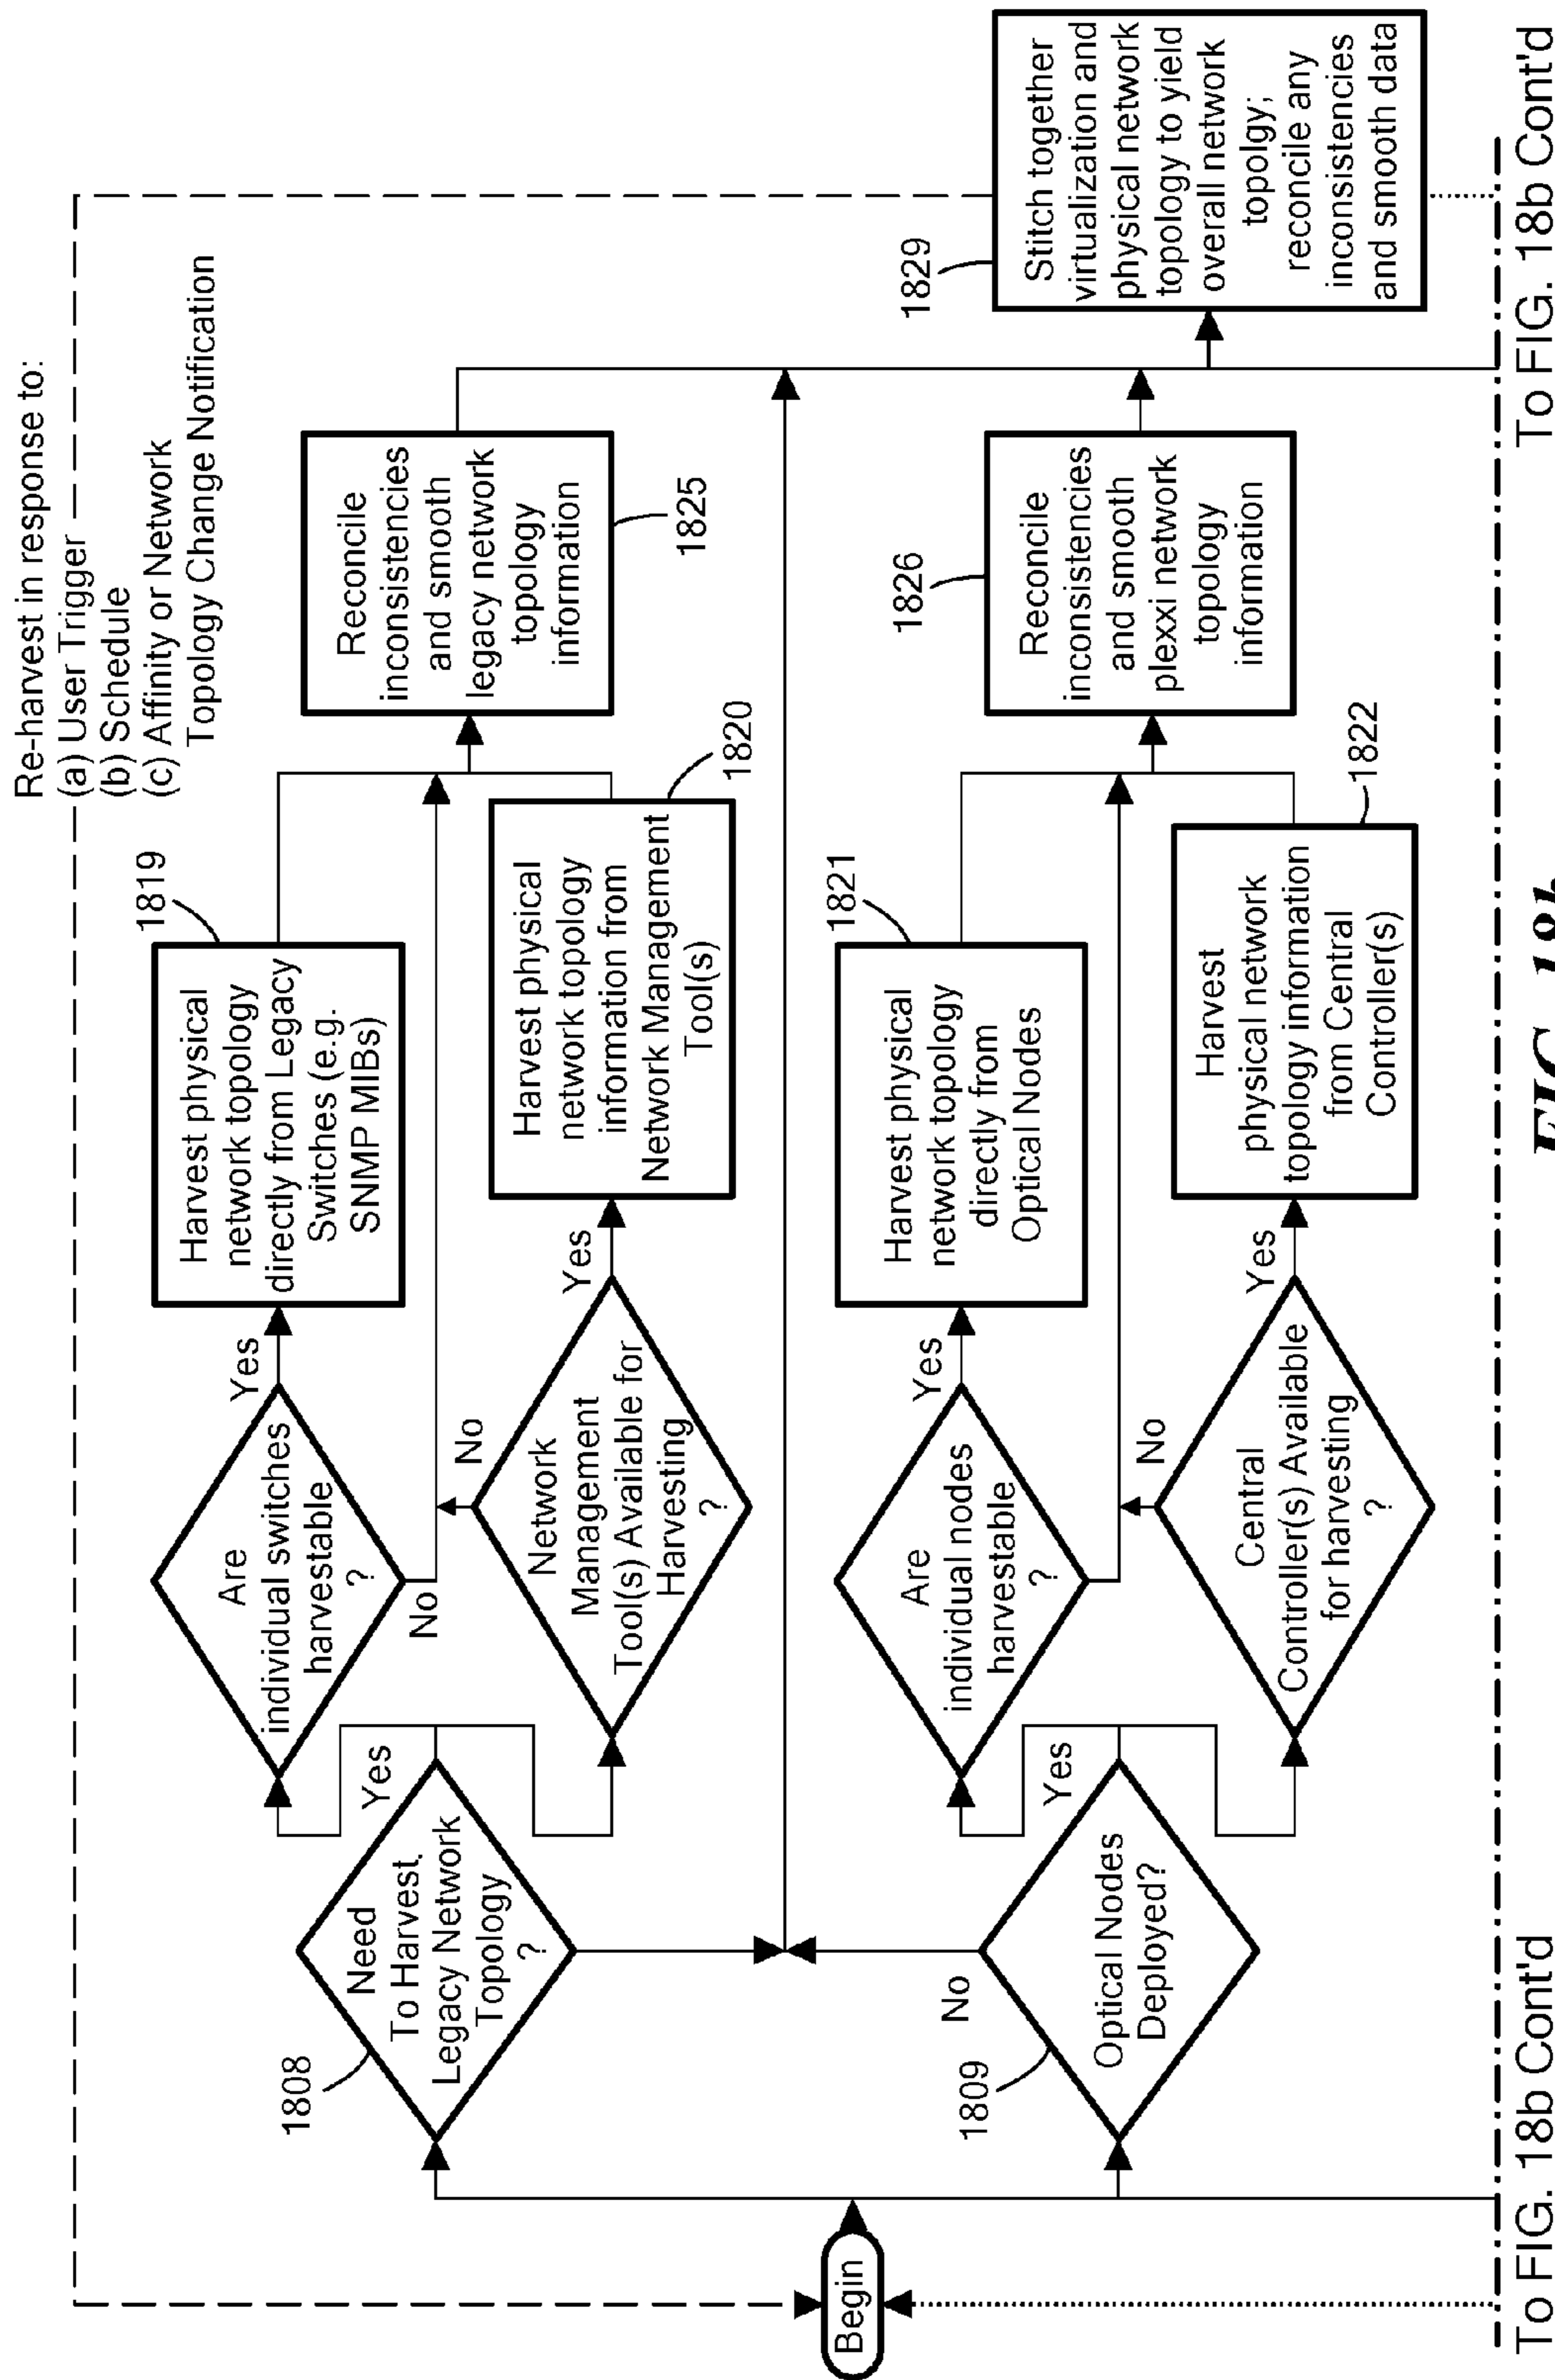 Re-harvest in response to:
(a) User Trigger
(b) Schedule
(c) Affinity or Network
Topology Change Notification
Begin
1808
Need
To Harvest.
Legacy Network
Topology
?
Yes
Are
individual switches
harvestable
?
Yes
No
1819
Harvest physical
network topology
directly from Legacy
Switches (e.g.
SNMP MIBs)
Network
Management
Tool(s) Available for
Harvesting
?
No
Yes
1820
Harvest physical
network topology
information from
Network Management
Tool(s)
Reconcile
inconsistencies
and smooth
legacy network
topology
information
1825
1809
Optical Nodes
Deployed?
No
Yes
Are
individual nodes
harvestable
?
Yes
1821
Harvest physical
network topology
directly from
Optical Nodes
Central
Controller(s) Available
for harvesting
?
No
Yes
1822
Harvest
physical network
topology information
from Central
Controller(s)
1826
Reconcile
inconsistencies
and smooth
plexxi network
topology
information
1829
Stitch together
virtualization and
physical network
topology to yield
overall network
topolgy;
reconcile any
inconsistencies
and smooth data
To FIG. 18b Cont'd
To FIG. 18b Cont'd
FIG. 18b